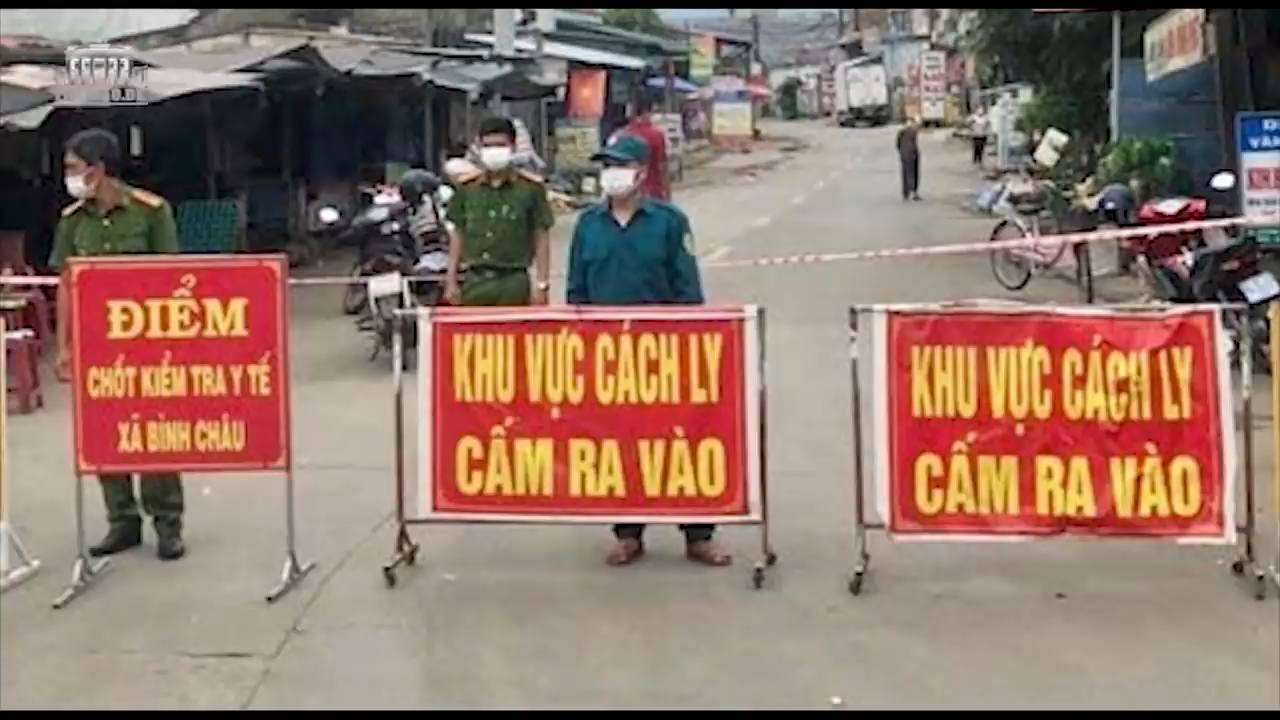 ĐIỂM
CHỐT KIỂM TRA Y TẾ
XÃ BÌNH CHÂU
KHU VỰC CÁCH LY
CẤM RA VÀO
KHU VỰC CÁCH LY
CẤM RA VÀO